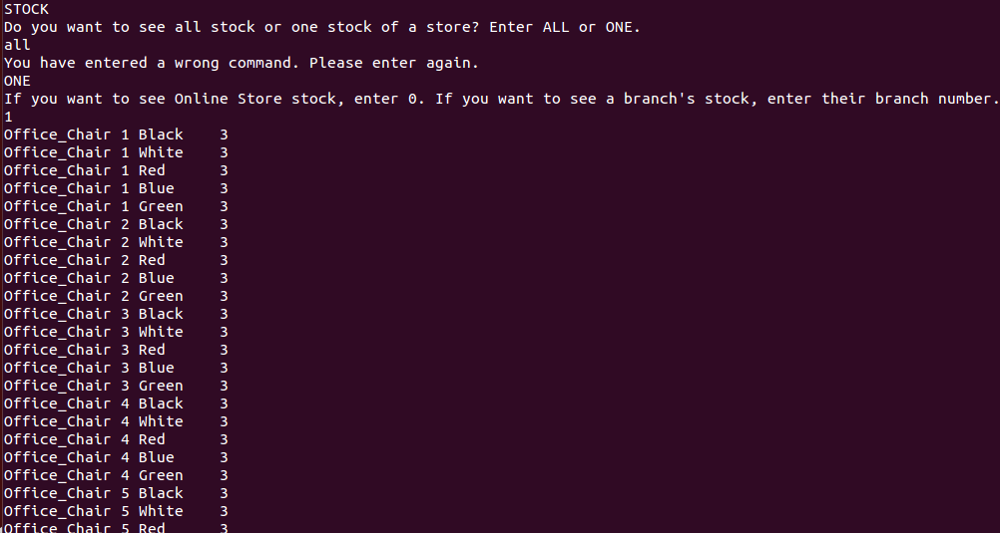 STOCK
Do you want to see all stock or one stock of a store? Enter ALL or ONE.
all
You have entered a wrong command. Please enter again.
ONE
If you want to see Online Store stock, enter 0. If you want to see a branch's stock, enter their branch number.
1
Office_Chair 1 Black    3
Office_Chair 1 White    3
Office_Chair 1 Red      3
Office_Chair 1 Blue     3
Office_Chair 1 Green    3
Office_Chair 2 Black    3
Office_Chair 2 White    3
Office_Chair 2 Red      3
Office_Chair 2 Blue     3
Office_Chair 2 Green    3
Office_Chair 3 Black    3
Office_Chair 3 White    3
Office_Chair 3 Red      3
Office_Chair 3 Blue     3
Office_Chair 3 Green    3
Office_Chair 4 Black    3
Office_Chair 4 White    3
Office_Chair 4 Red      3
Office_Chair 4 Blue     3
Office_Chair 4 Green    3
Office_Chair 5 Black    3
Office_Chair 5 White    3
Office_Chair 5 Red      3